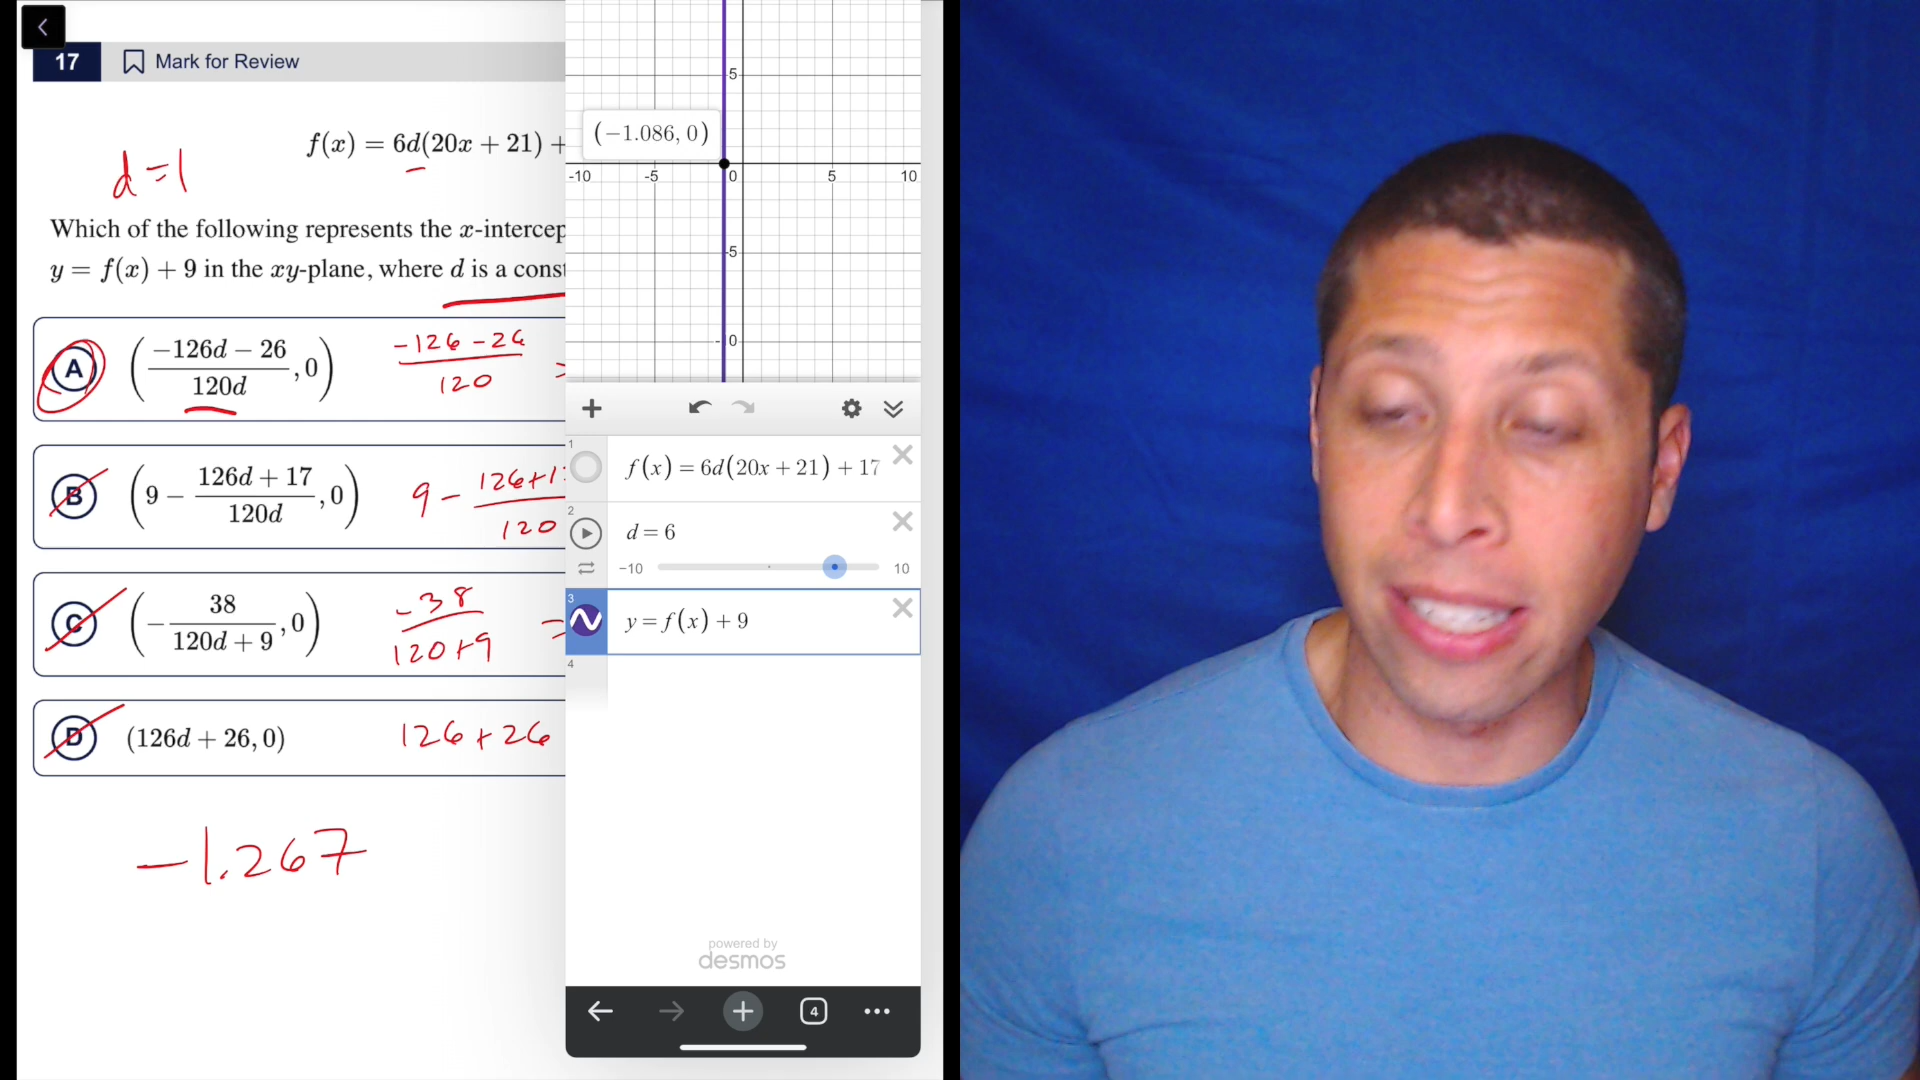 17 Mark for Review
d=1
f(x) = 6d(20x + 21) +
Which of the following represents the x-intercep
y = f(x) + 9 in the xy-plane, where d is a const
A ((−126d − 26)/(120d), 0)
(-126-26)/120 =
B (9 − (126d + 17)/(120d), 0)
9 - (126+1)/120
C (− 38/(120d + 9), 0)
-38/(120+9) =
D (126d + 26, 0)
126+26
-1.267
(−1.086, 0)
5
-10 -5 0 5 10
-5
-10
1
f(x) = 6d(20x + 21) + 17
2
d = 6
−10 10
3
y = f(x) + 9
4
powered by
desmos
4